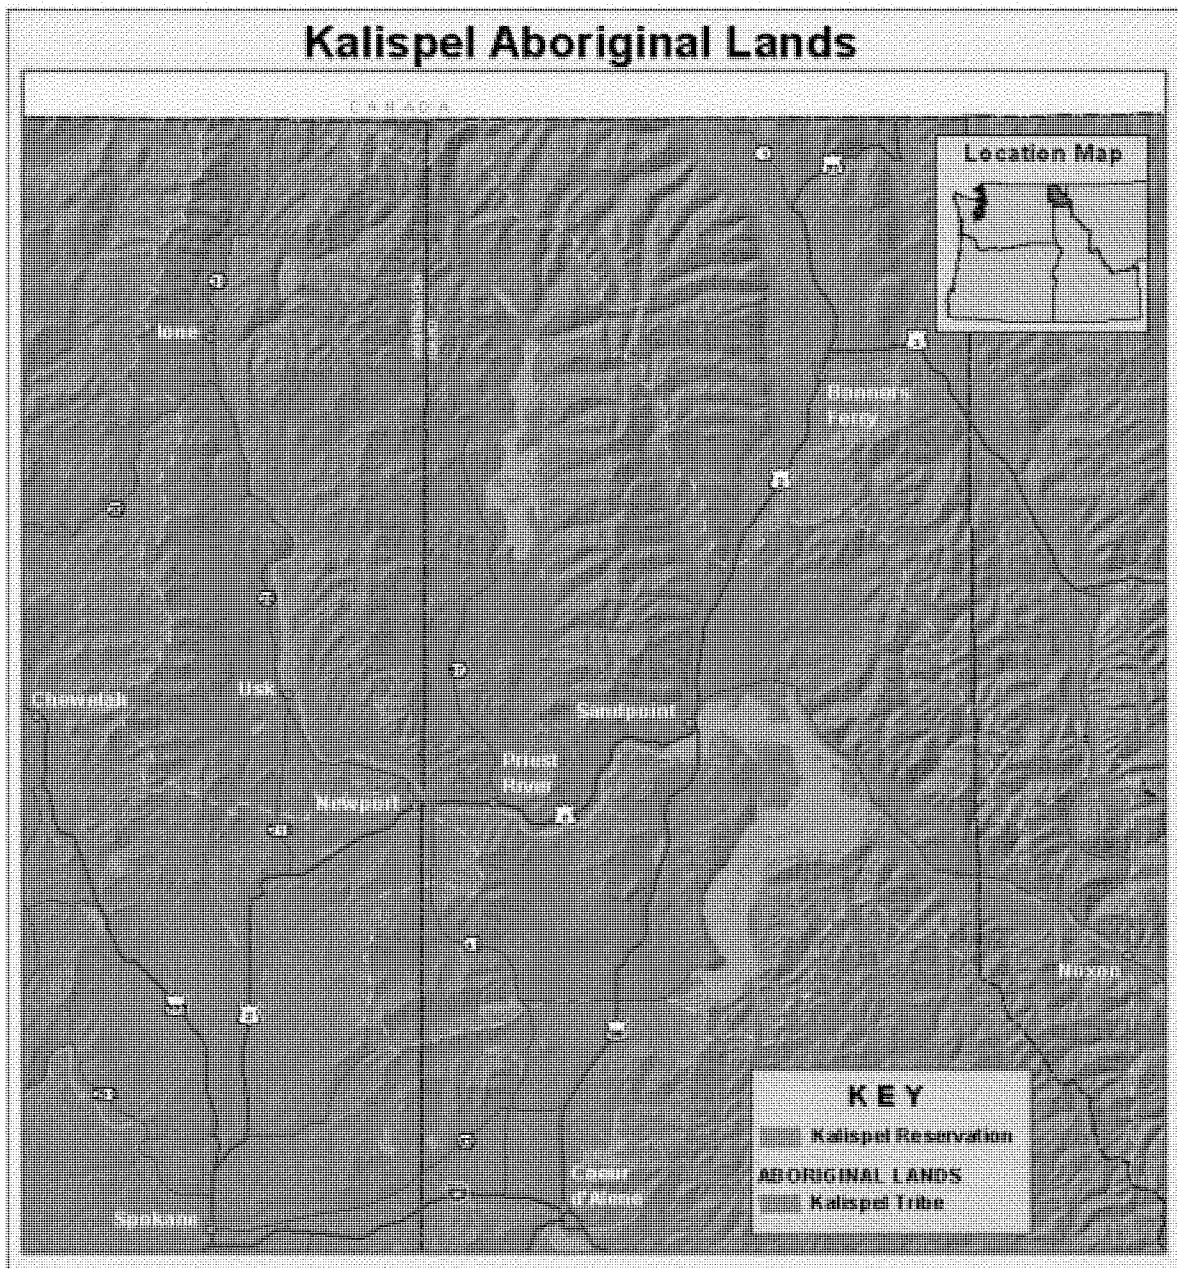 Kalispel Aboriginal Lands
CANADA
Location Map
Ione
Bonners
Ferry
Chewelah
Usk
Sandpoint
Priest
River
Newport
Noxon
KEY
Kalispel Reservation
ABORIGINAL LANDS
Kalispel Tribe
Coeur
d'Alene
Spokane